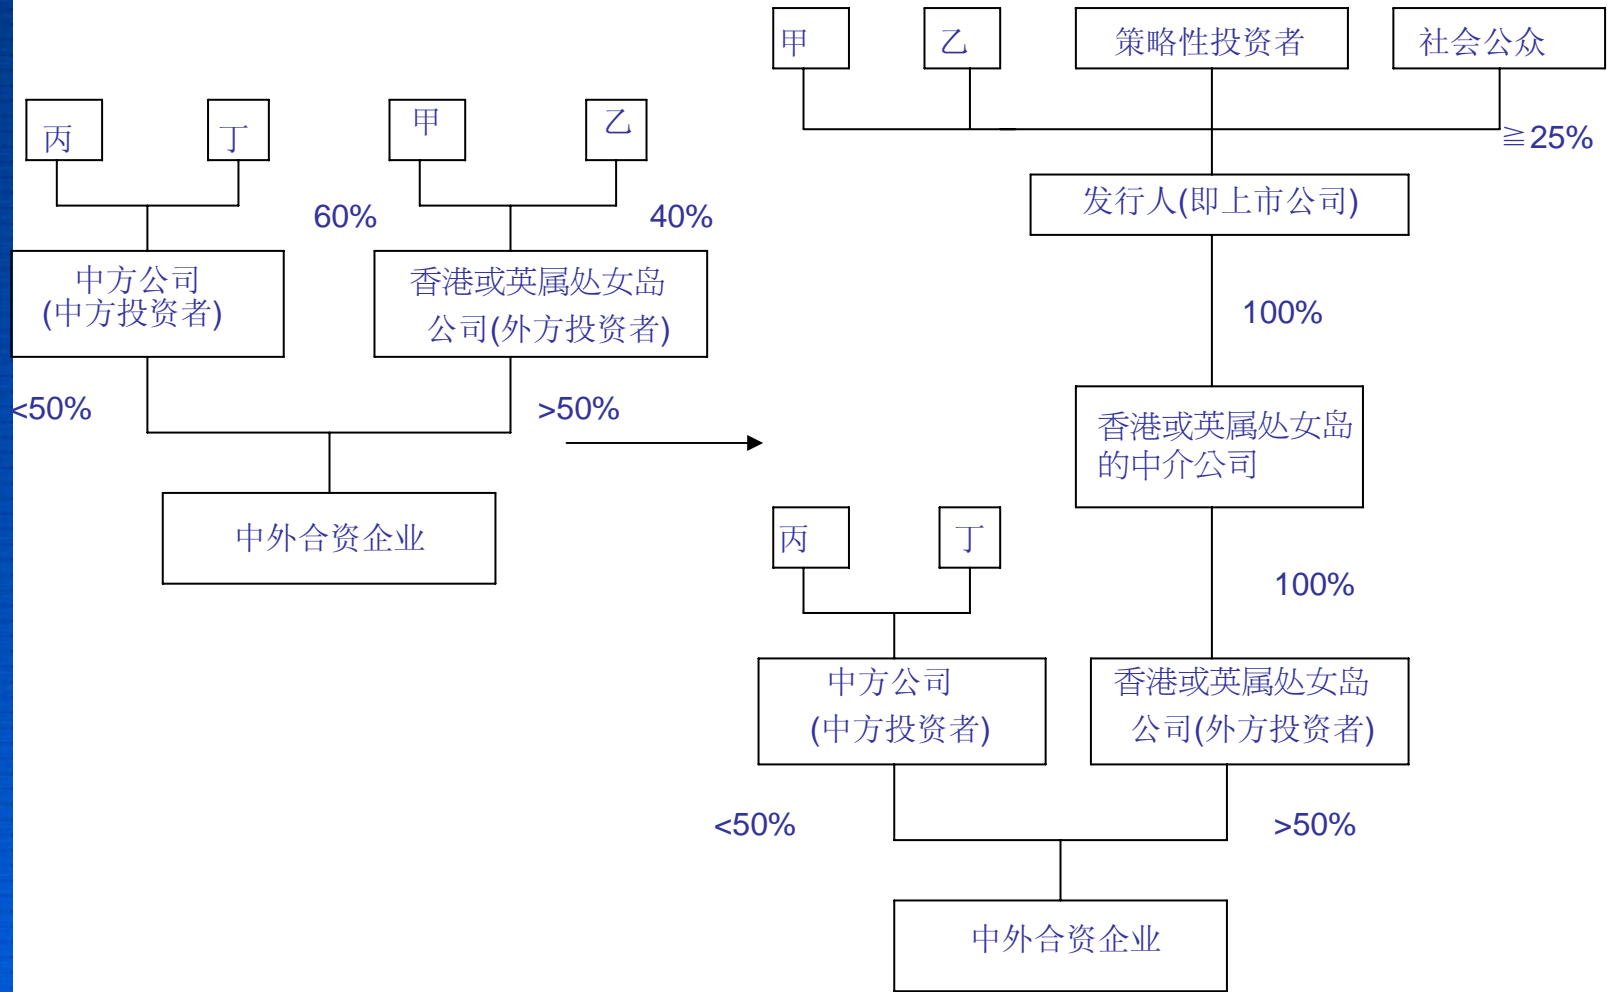 丙
丁
甲
乙
60%
40%
中方公司
(中方投资者)
香港或英属处女岛
公司(外方投资者)
<50%
>50%
中外合资企业
甲
乙
策略性投资者
社会公众
≧25%
发行人(即上市公司)
100%
香港或英属处女岛
的中介公司
100%
丙
丁
中方公司
(中方投资者)
香港或英属处女岛
公司(外方投资者)
<50%
>50%
中外合资企业